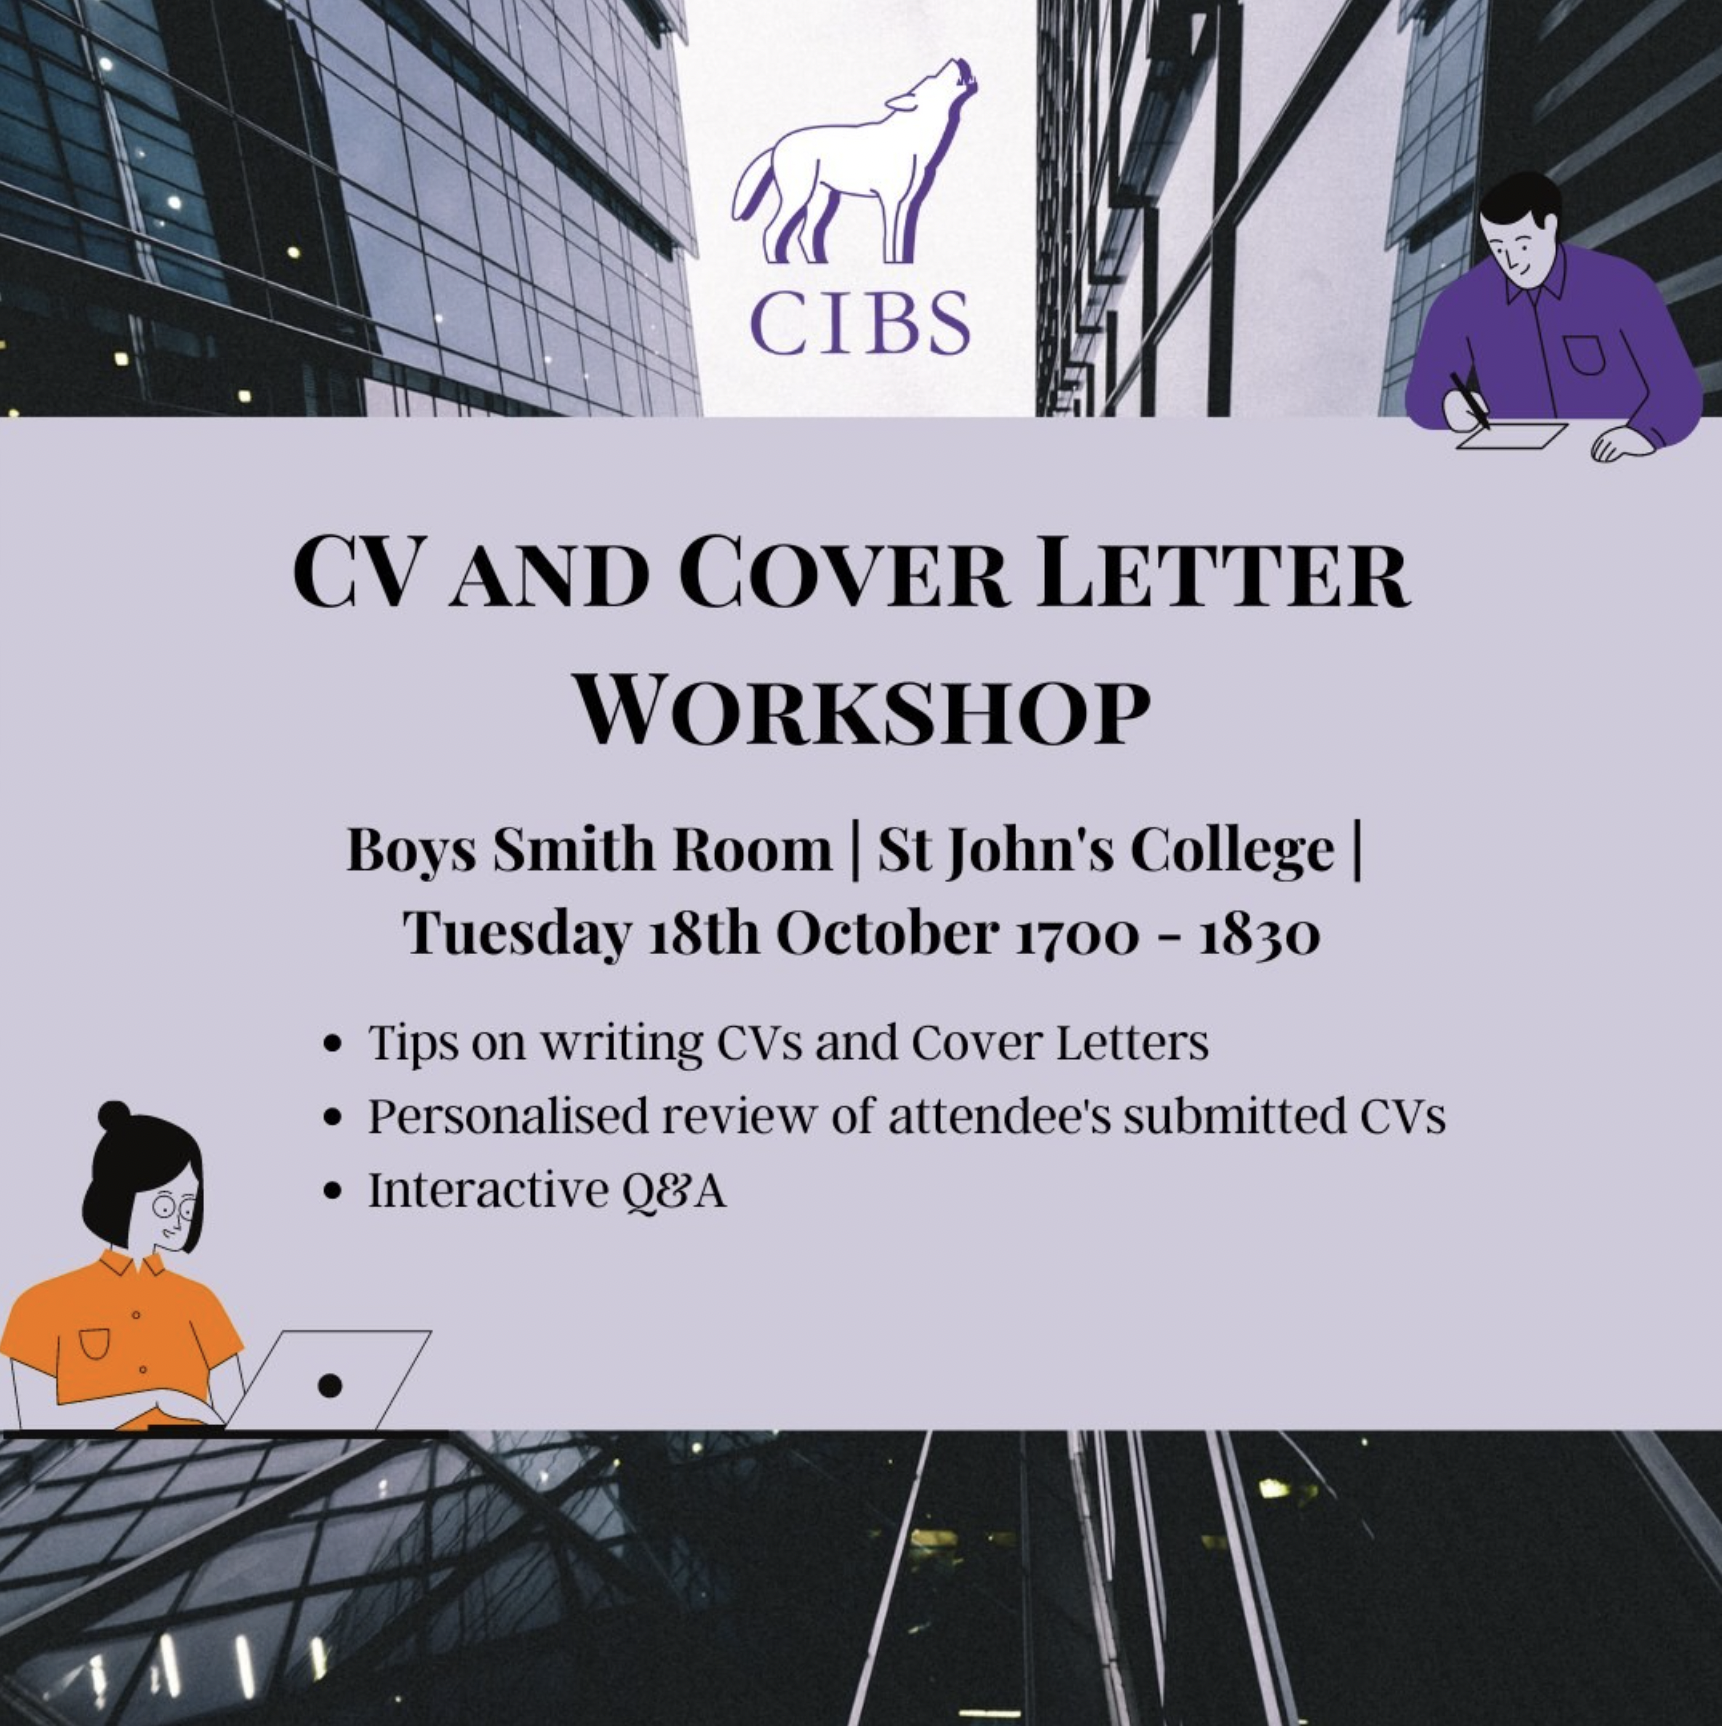 CIBS
CV and Cover Letter
Workshop
Boys Smith Room | St John's College |
Tuesday 18th October 1700 - 1830
• Tips on writing CVs and Cover Letters
• Personalised review of attendee's submitted CVs
• Interactive Q&A